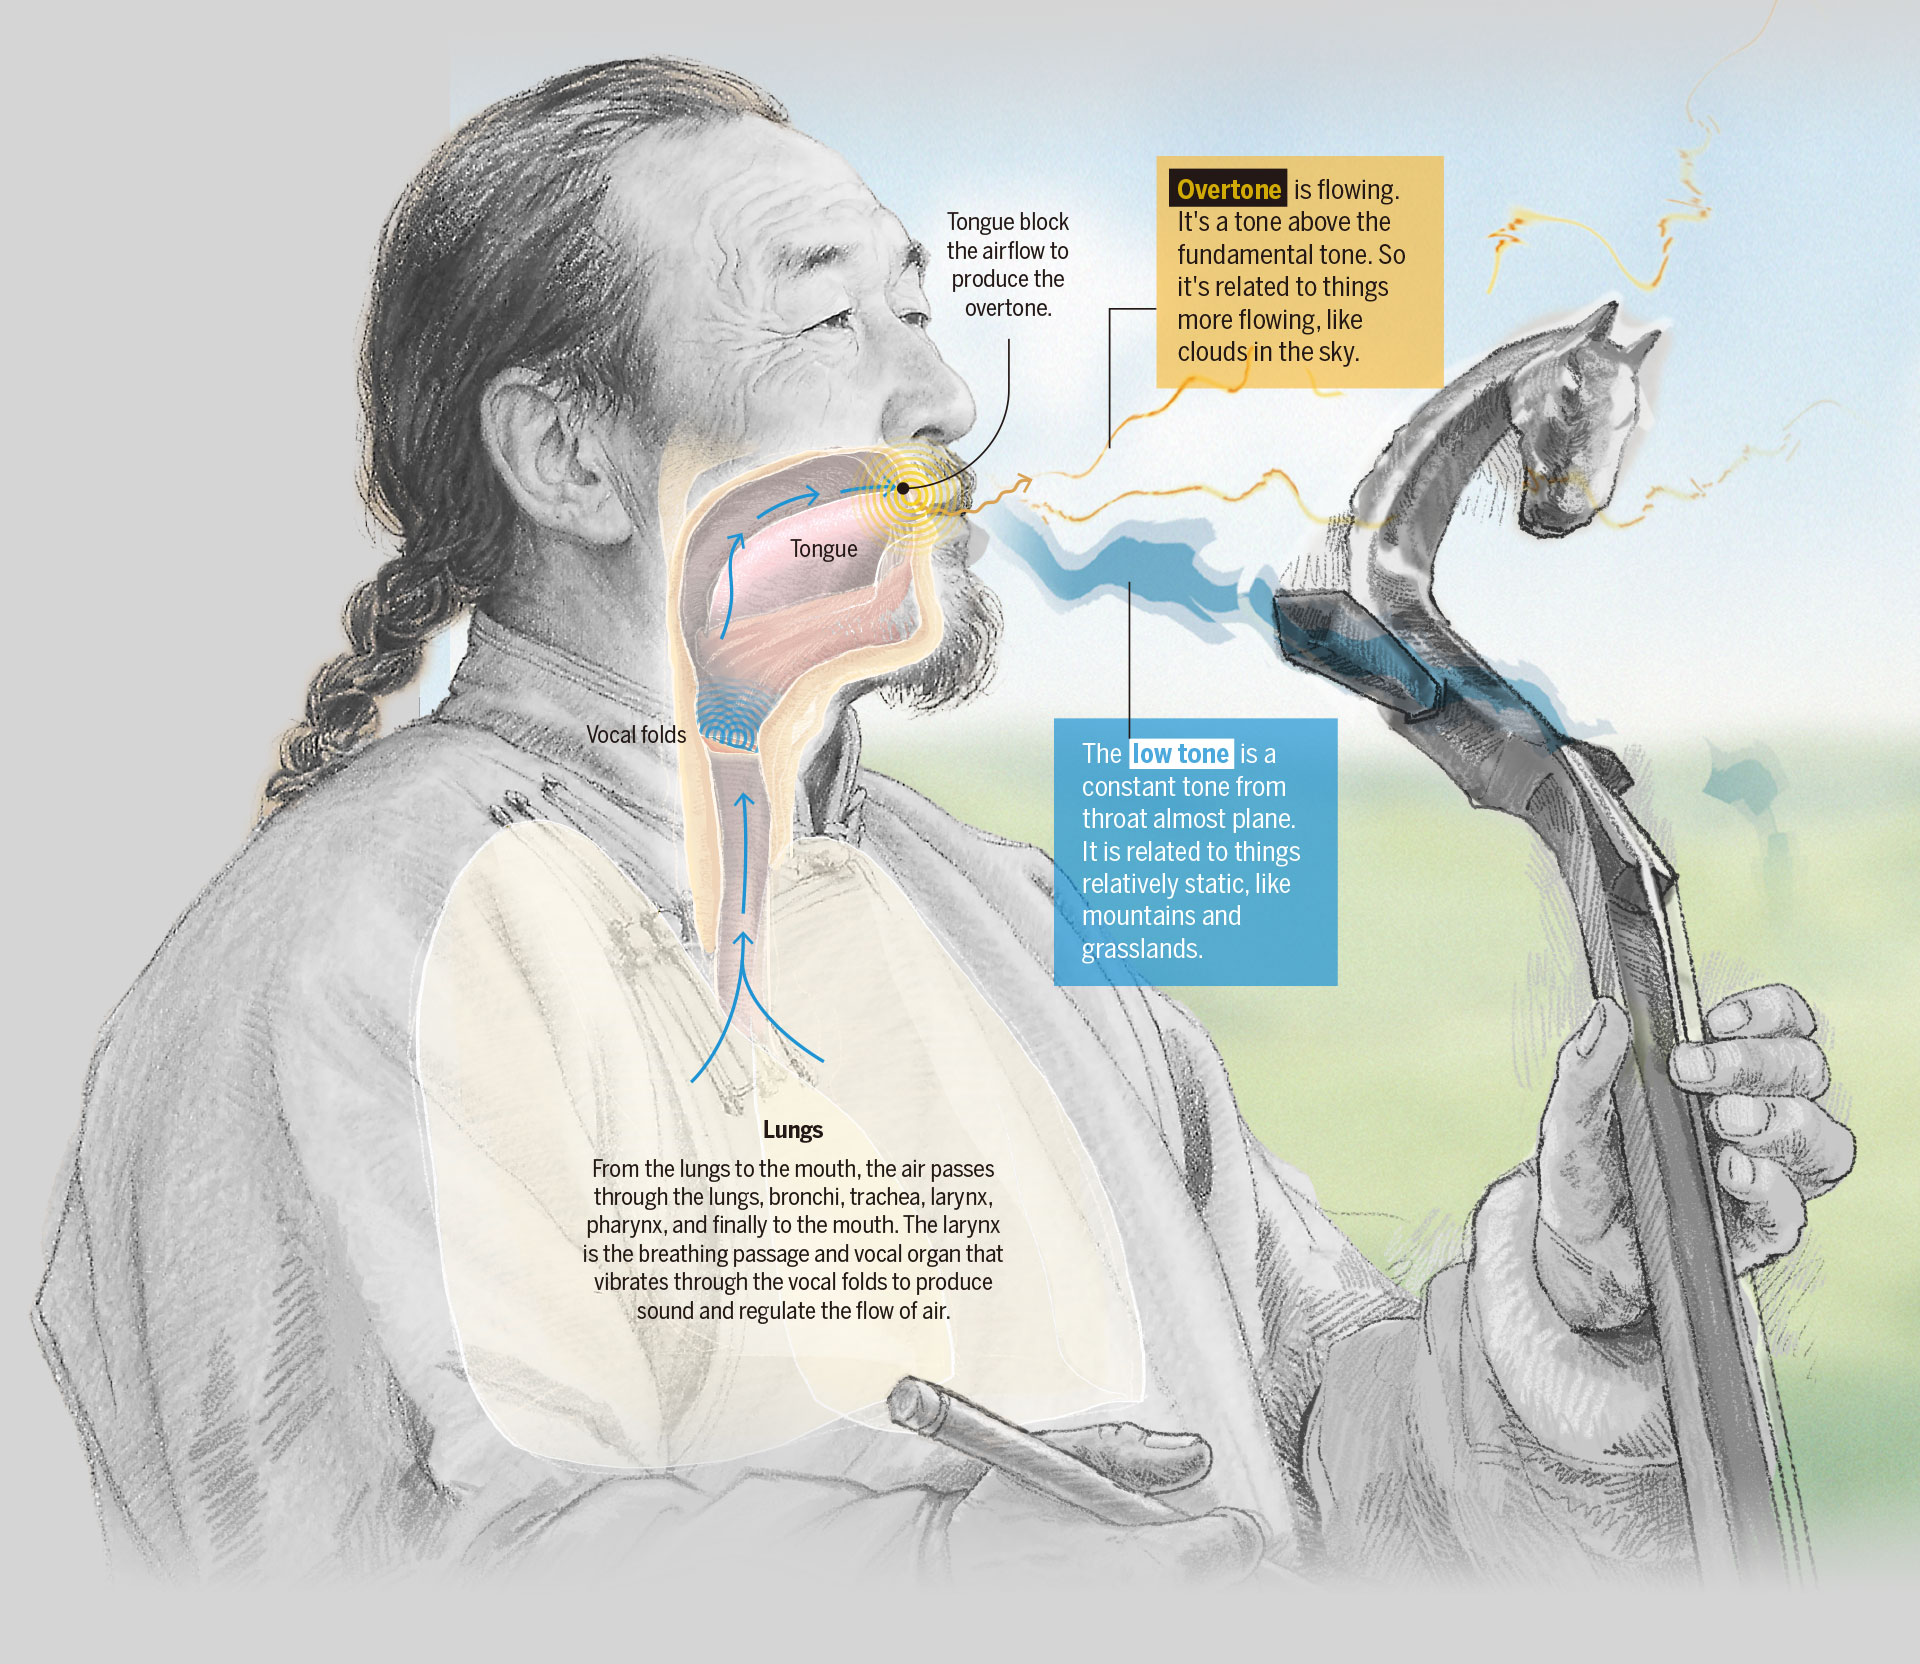 Overtone is flowing.
It's a tone above the
fundamental tone. So
it's related to things
more flowing, like
clouds in the sky.
Tongue block
the airflow to
produce the
overtone.
Tongue
Vocal folds
The low tone is a
constant tone from
throat almost plane.
It is related to things
relatively static, like
mountains and
grasslands.
Lungs
From the lungs to the mouth, the air passes
through the lungs, bronchi, trachea, larynx,
pharynx, and finally to the mouth. The larynx
is the breathing passage and vocal organ that
vibrates through the vocal folds to produce
sound and regulate the flow of air.